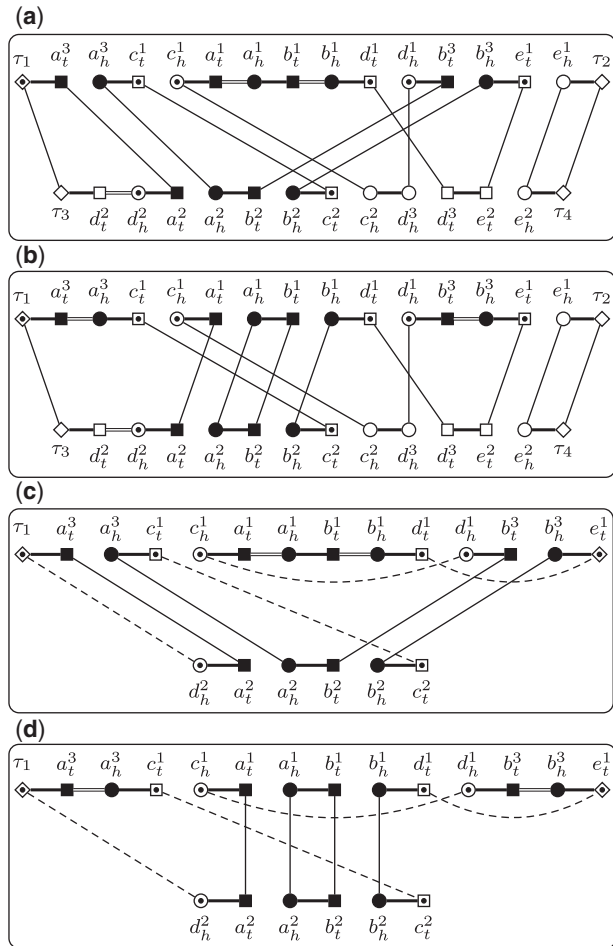 (a)
τ₁ a³ₜ a³ₕ c¹ₜ c¹ₕ a¹ₜ a¹ₕ b¹ₜ b¹ₕ d¹ₜ d¹ₕ b³ₜ b³ₕ e¹ₜ e¹ₕ τ₂
τ₃ d²ₜ d²ₕ a²ₜ a²ₕ b²ₜ b²ₕ c²ₜ c²ₕ d³ₕ d³ₜ e²ₜ e²ₕ τ₄
(b)
τ₁ a³ₜ a³ₕ c¹ₜ c¹ₕ a¹ₜ a¹ₕ b¹ₜ b¹ₕ d¹ₜ d¹ₕ b³ₜ b³ₕ e¹ₜ e¹ₕ τ₂
τ₃ d²ₜ d²ₕ a²ₜ a²ₕ b²ₜ b²ₕ c²ₜ c²ₕ d³ₕ d³ₜ e²ₜ e²ₕ τ₄
(c)
τ₁ a³ₜ a³ₕ c¹ₜ c¹ₕ a¹ₜ a¹ₕ b¹ₜ b¹ₕ d¹ₜ d¹ₕ b³ₜ b³ₕ e¹ₜ
d²ₕ a²ₜ a²ₕ b²ₜ b²ₕ c²ₜ
(d)
τ₁ a³ₜ a³ₕ c¹ₜ c¹ₕ a¹ₜ a¹ₕ b¹ₜ b¹ₕ d¹ₜ d¹ₕ b³ₜ b³ₕ e¹ₜ
d²ₕ a²ₜ a²ₕ b²ₜ b²ₕ c²ₜ